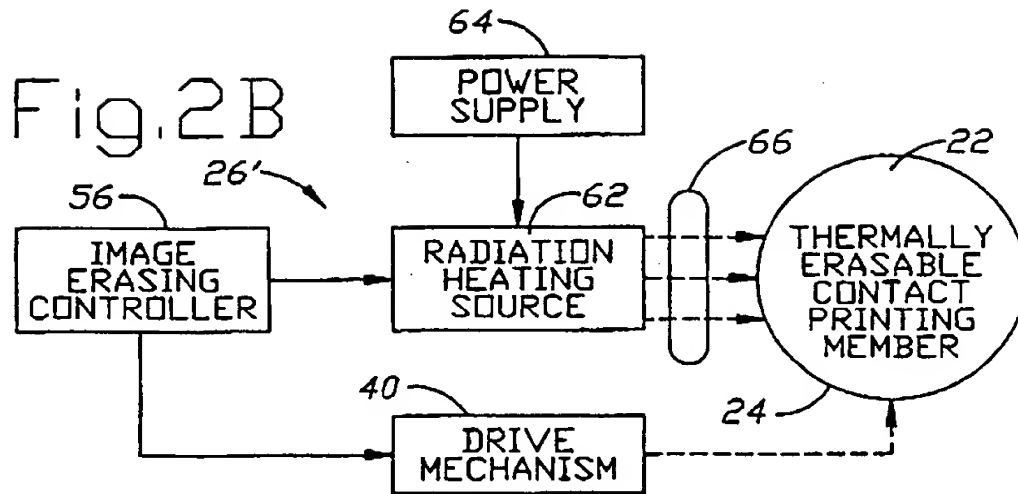 Fig.2B
64
POWER
SUPPLY
26'
56
IMAGE
ERASING
CONTROLLER
62
RADIATION
HEATING
SOURCE
66
22
THERMALLY
ERASABLE
CONTACT
PRINTING
MEMBER
24
40
DRIVE
MECHANISM